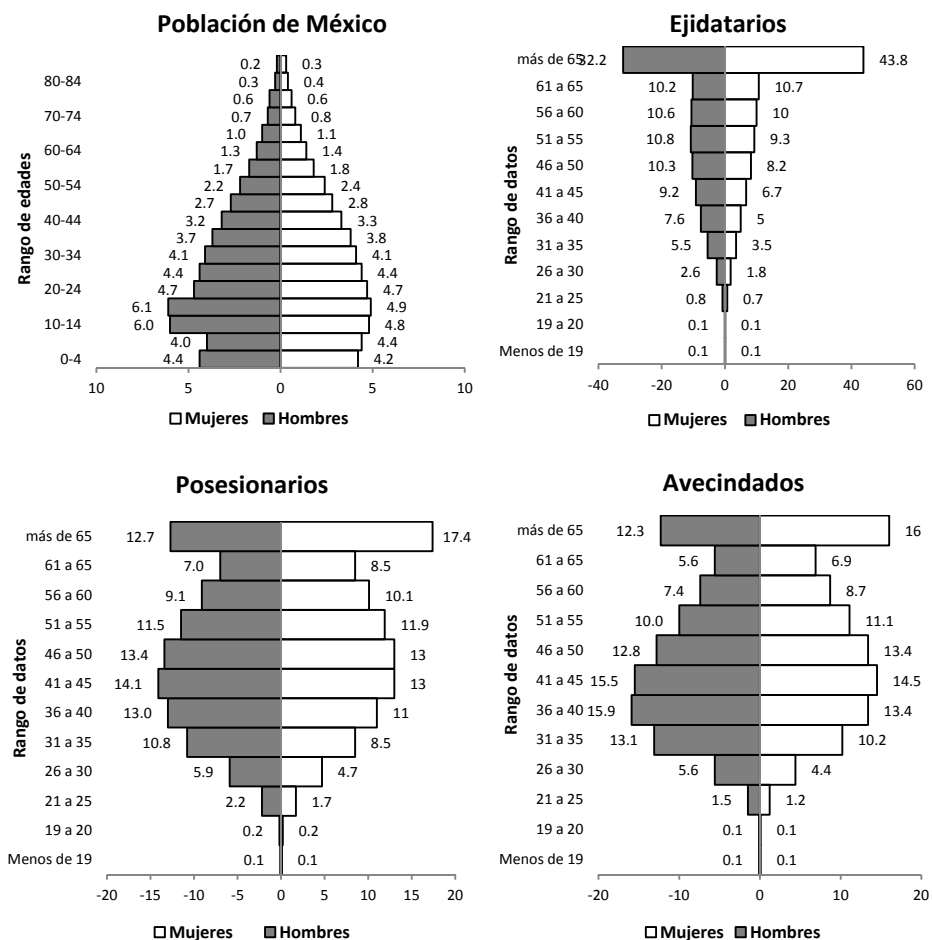 Población de México
Rango de edades
0.2 0.3
80-84 0.3 0.4
0.6 0.6
70-74 0.7 0.8
1.0 1.1
60-64 1.3 1.4
1.7 1.8
50-54 2.2 2.4
2.7 2.8
40-44 3.2 3.3
3.7 3.8
30-34 4.1 4.1
4.4 4.4
20-24 4.7 4.7
6.1 4.9
10-14 6.0 4.8
4.0 4.4
0-4 4.4 4.2
10 5 0 5 10
Mujeres Hombres
Ejidatarios
Rango de datos
más de 65 32.2 43.8
61 a 65 10.2 10.7
56 a 60 10.6 10
51 a 55 10.8 9.3
46 a 50 10.3 8.2
41 a 45 9.2 6.7
36 a 40 7.6 5
31 a 35 5.5 3.5
26 a 30 2.6 1.8
21 a 25 0.8 0.7
19 a 20 0.1 0.1
Menos de 19 0.1 0.1
-40 -20 0 20 40 60
Mujeres Hombres
Posesionarios
Rango de datos
más de 65 12.7 17.4
61 a 65 7.0 8.5
56 a 60 9.1 10.1
51 a 55 11.5 11.9
46 a 50 13.4 13
41 a 45 14.1 13
36 a 40 13.0 11
31 a 35 10.8 8.5
26 a 30 5.9 4.7
21 a 25 2.2 1.7
19 a 20 0.2 0.2
Menos de 19 0.1 0.1
-20 -15 -10 -5 0 5 10 15 20
Mujeres Hombres
Avecindados
Rango de datos
más de 65 12.3 16
61 a 65 5.6 6.9
56 a 60 7.4 8.7
51 a 55 10.0 11.1
46 a 50 12.8 13.4
41 a 45 15.5 14.5
36 a 40 15.9 13.4
31 a 35 13.1 10.2
26 a 30 5.6 4.4
21 a 25 1.5 1.2
19 a 20 0.1 0.1
Menos de 19 0.1 0.1
-20 -10 0 10 20
Mujeres Hombres